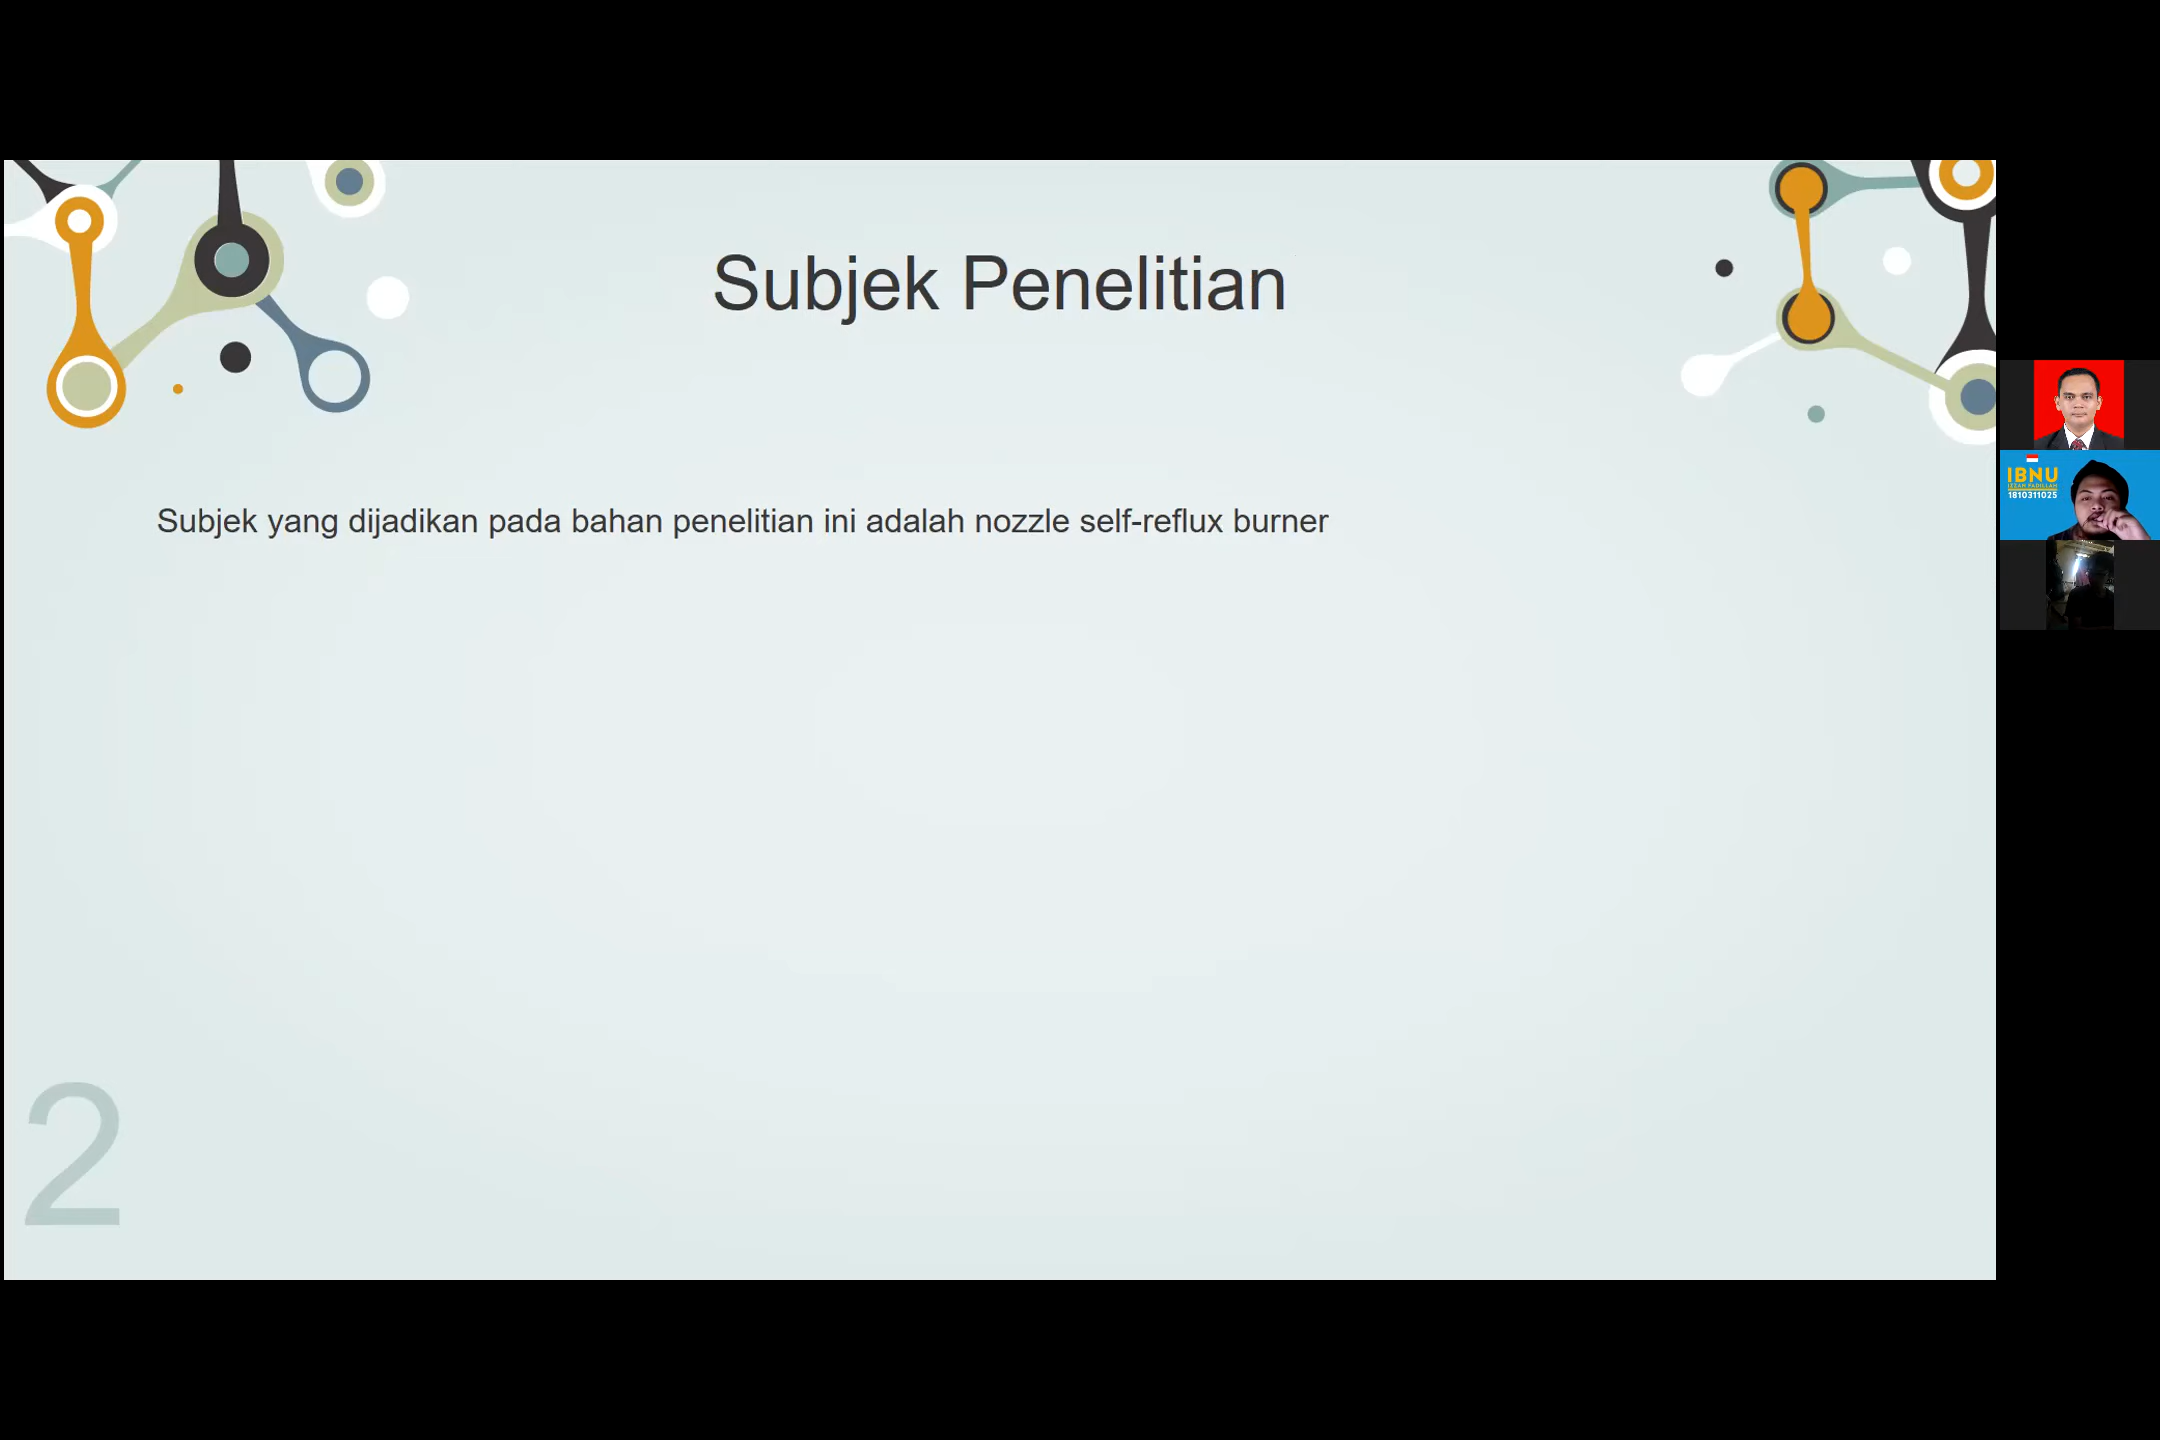 Subjek Penelitian
Subjek yang dijadikan pada bahan penelitian ini adalah nozzle self-reflux burner
2
IBNU
1810311025